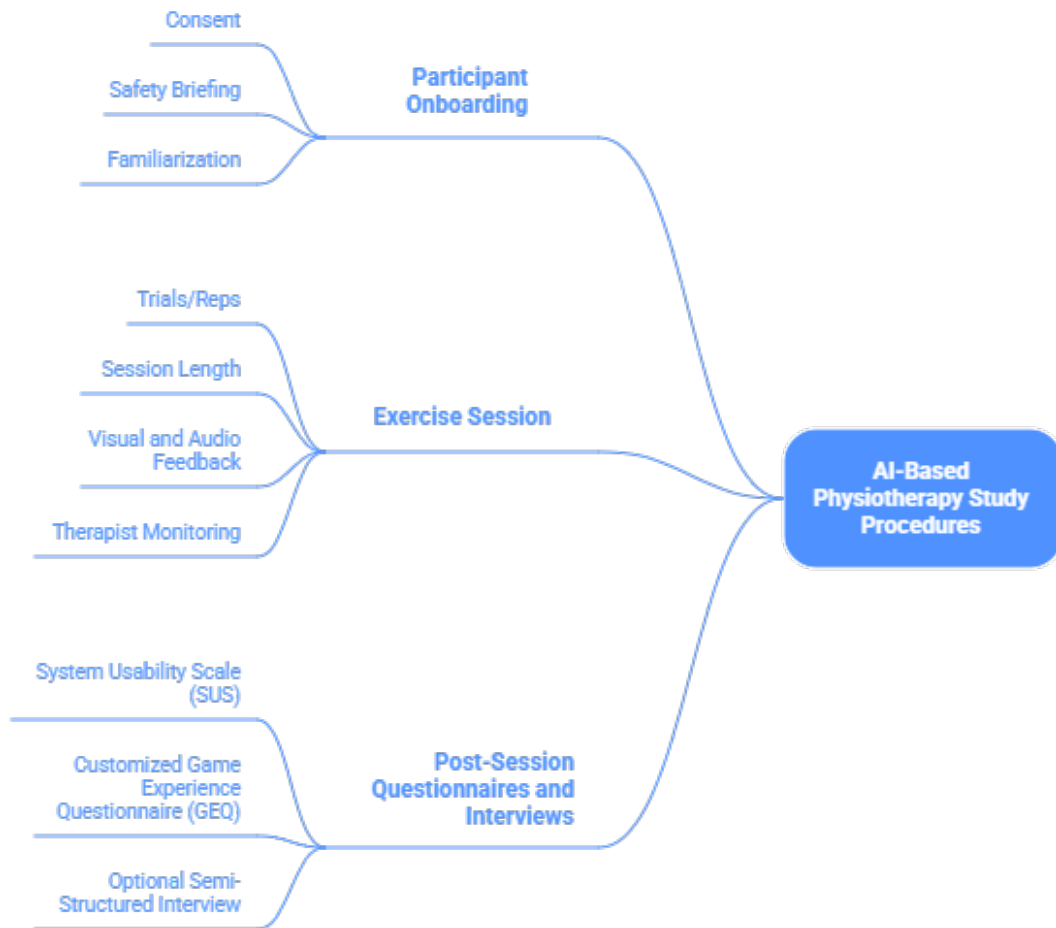 Consent
Safety Briefing
Familiarization
Participant
Onboarding
Trials/Reps
Session Length
Visual and Audio
Feedback
Therapist Monitoring
Exercise Session
System Usability Scale
(SUS)
Customized Game
Experience
Questionnaire (GEQ)
Optional Semi-
Structured Interview
Post-Session
Questionnaires and
Interviews
AI-Based
Physiotherapy Study
Procedures